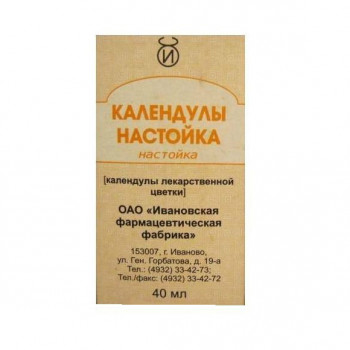 И
КАЛЕНДУЛЫ
НАСТОЙКА
настойка
[календулы лекарственной
цветки]
ОАО «Ивановская
фармацевтическая
фабрика»
153007, г. Иваново,
ул. Ген. Горбатова, д. 19-а
Тел.: (4932) 33-42-73;
Тел./факс: (4932) 33-42-72
40 мл